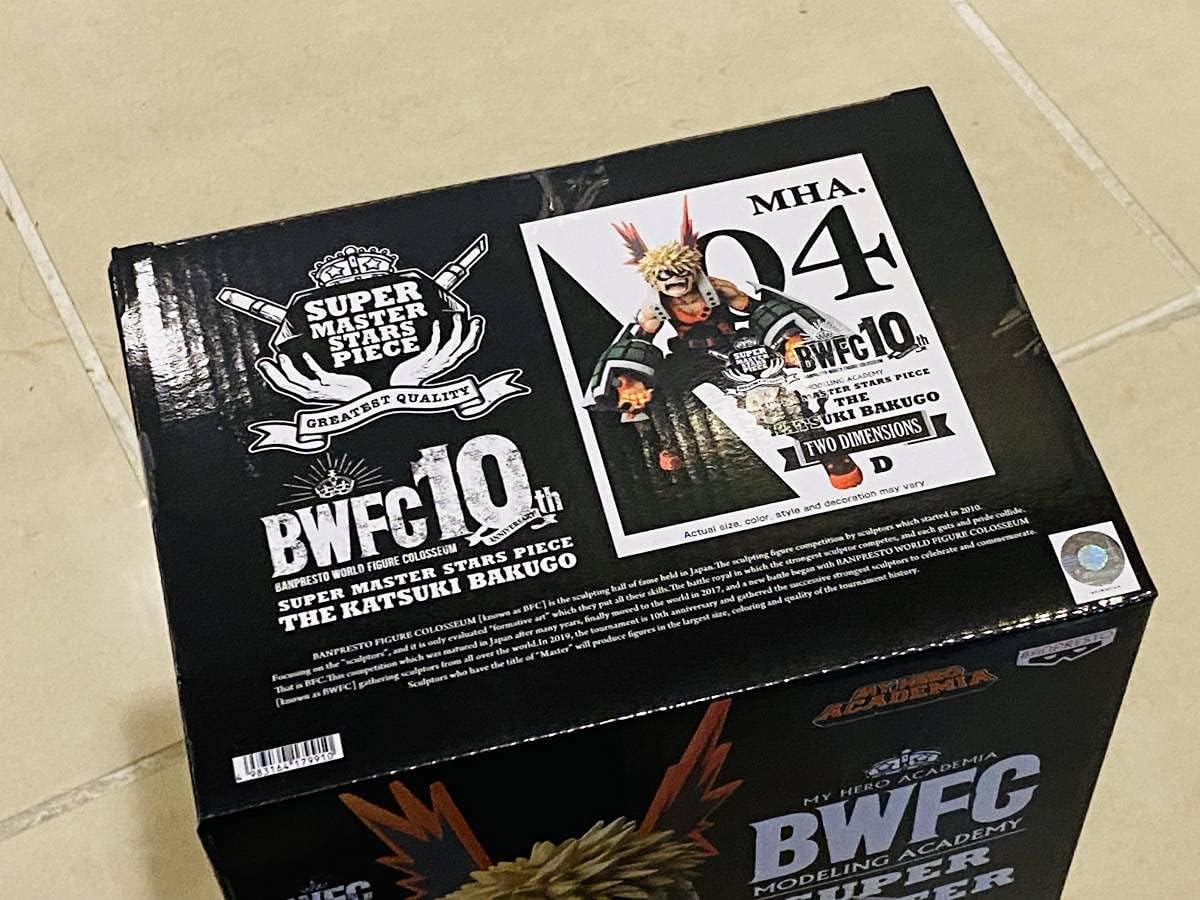 SUPER
MASTER
STARS
PIECE
GREATEST QUALITY
BWFC10th
ANNIVERSARY
BANPRESTO WORLD FIGURE COLOSSEUM
SUPER MASTER STARS PIECE
THE KATSUKI BAKUGO
MHA.
04
SUPER
MASTER
STARS
PIECE
BWFC10th
MODELING ACADEMY
MASTER STARS PIECE
THE
KATSUKI BAKUGO
TWO DIMENSIONS
D
Actual size, color, style and decoration may vary
BANPRESTO FIGURE COLOSSEUM [known as BFC] is the sculpting hall of fame held in Japan. The sculpting figure competition by sculptors which started in 2010.
Focusing on the "sculptors", and it is only evaluated "formative art" which they put all their skills. The battle royal in which the strongest sculptor competes, and each guts and pride collide.
That is BFC. This competition which was matured in Japan after many years, finally moved to the world in 2017, and a new battle began with BANPRESTO WORLD FIGURE COLOSSEUM
[known as BWFC] gathering sculptors from all over the world. In 2019, the tournament is 10th anniversary and gathered the successive strongest sculptors to celebrate and commemorate.
Sculptors who have the title of "Master" will produce figures in the largest size, coloring and quality of the tournament history.
4 983164 179910
BANPRESTO
MY HERO
ACADEMIA
MY HERO ACADEMIA
BWFC
MODELING ACADEMY
SUPER
BWFC